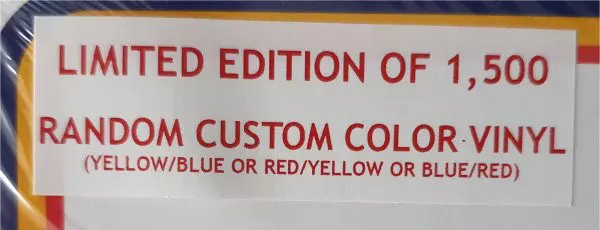 LIMITED EDITION OF 1,500
RANDOM CUSTOM COLOR VINYL
(YELLOW/BLUE OR RED/YELLOW OR BLUE/RED)